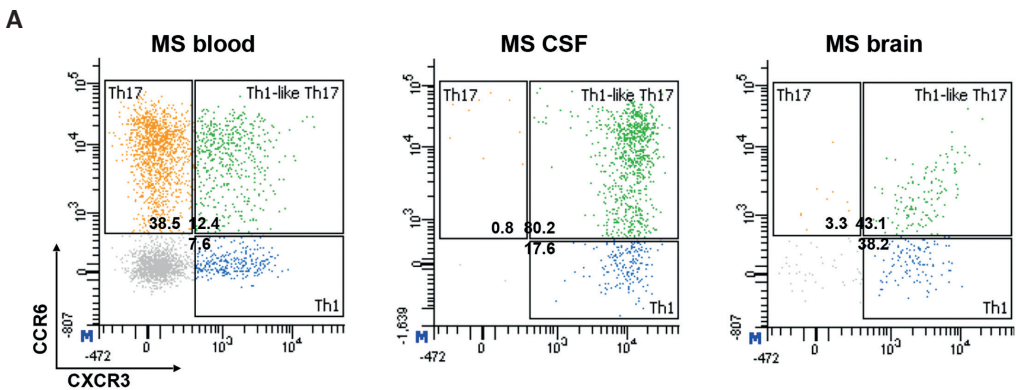 A
MS blood
MS CSF
MS brain
10^5
10^4
10^3
0
-807
Th17
Th1-like Th17
38.5
12.4
7.6
M
-472
0
10^3
10^4
CCR6
CXCR3
10^5
10^4
10^3
0
-1,639
Th17
Th1-like Th17
0.8
80.2
17.6
Th1
M
-472
0
10^3
10^4
10^5
10^4
10^3
0
-807
Th17
Th1-like Th17
3.3
43.1
38.2
Th1
M
-472
0
10^3
10^4